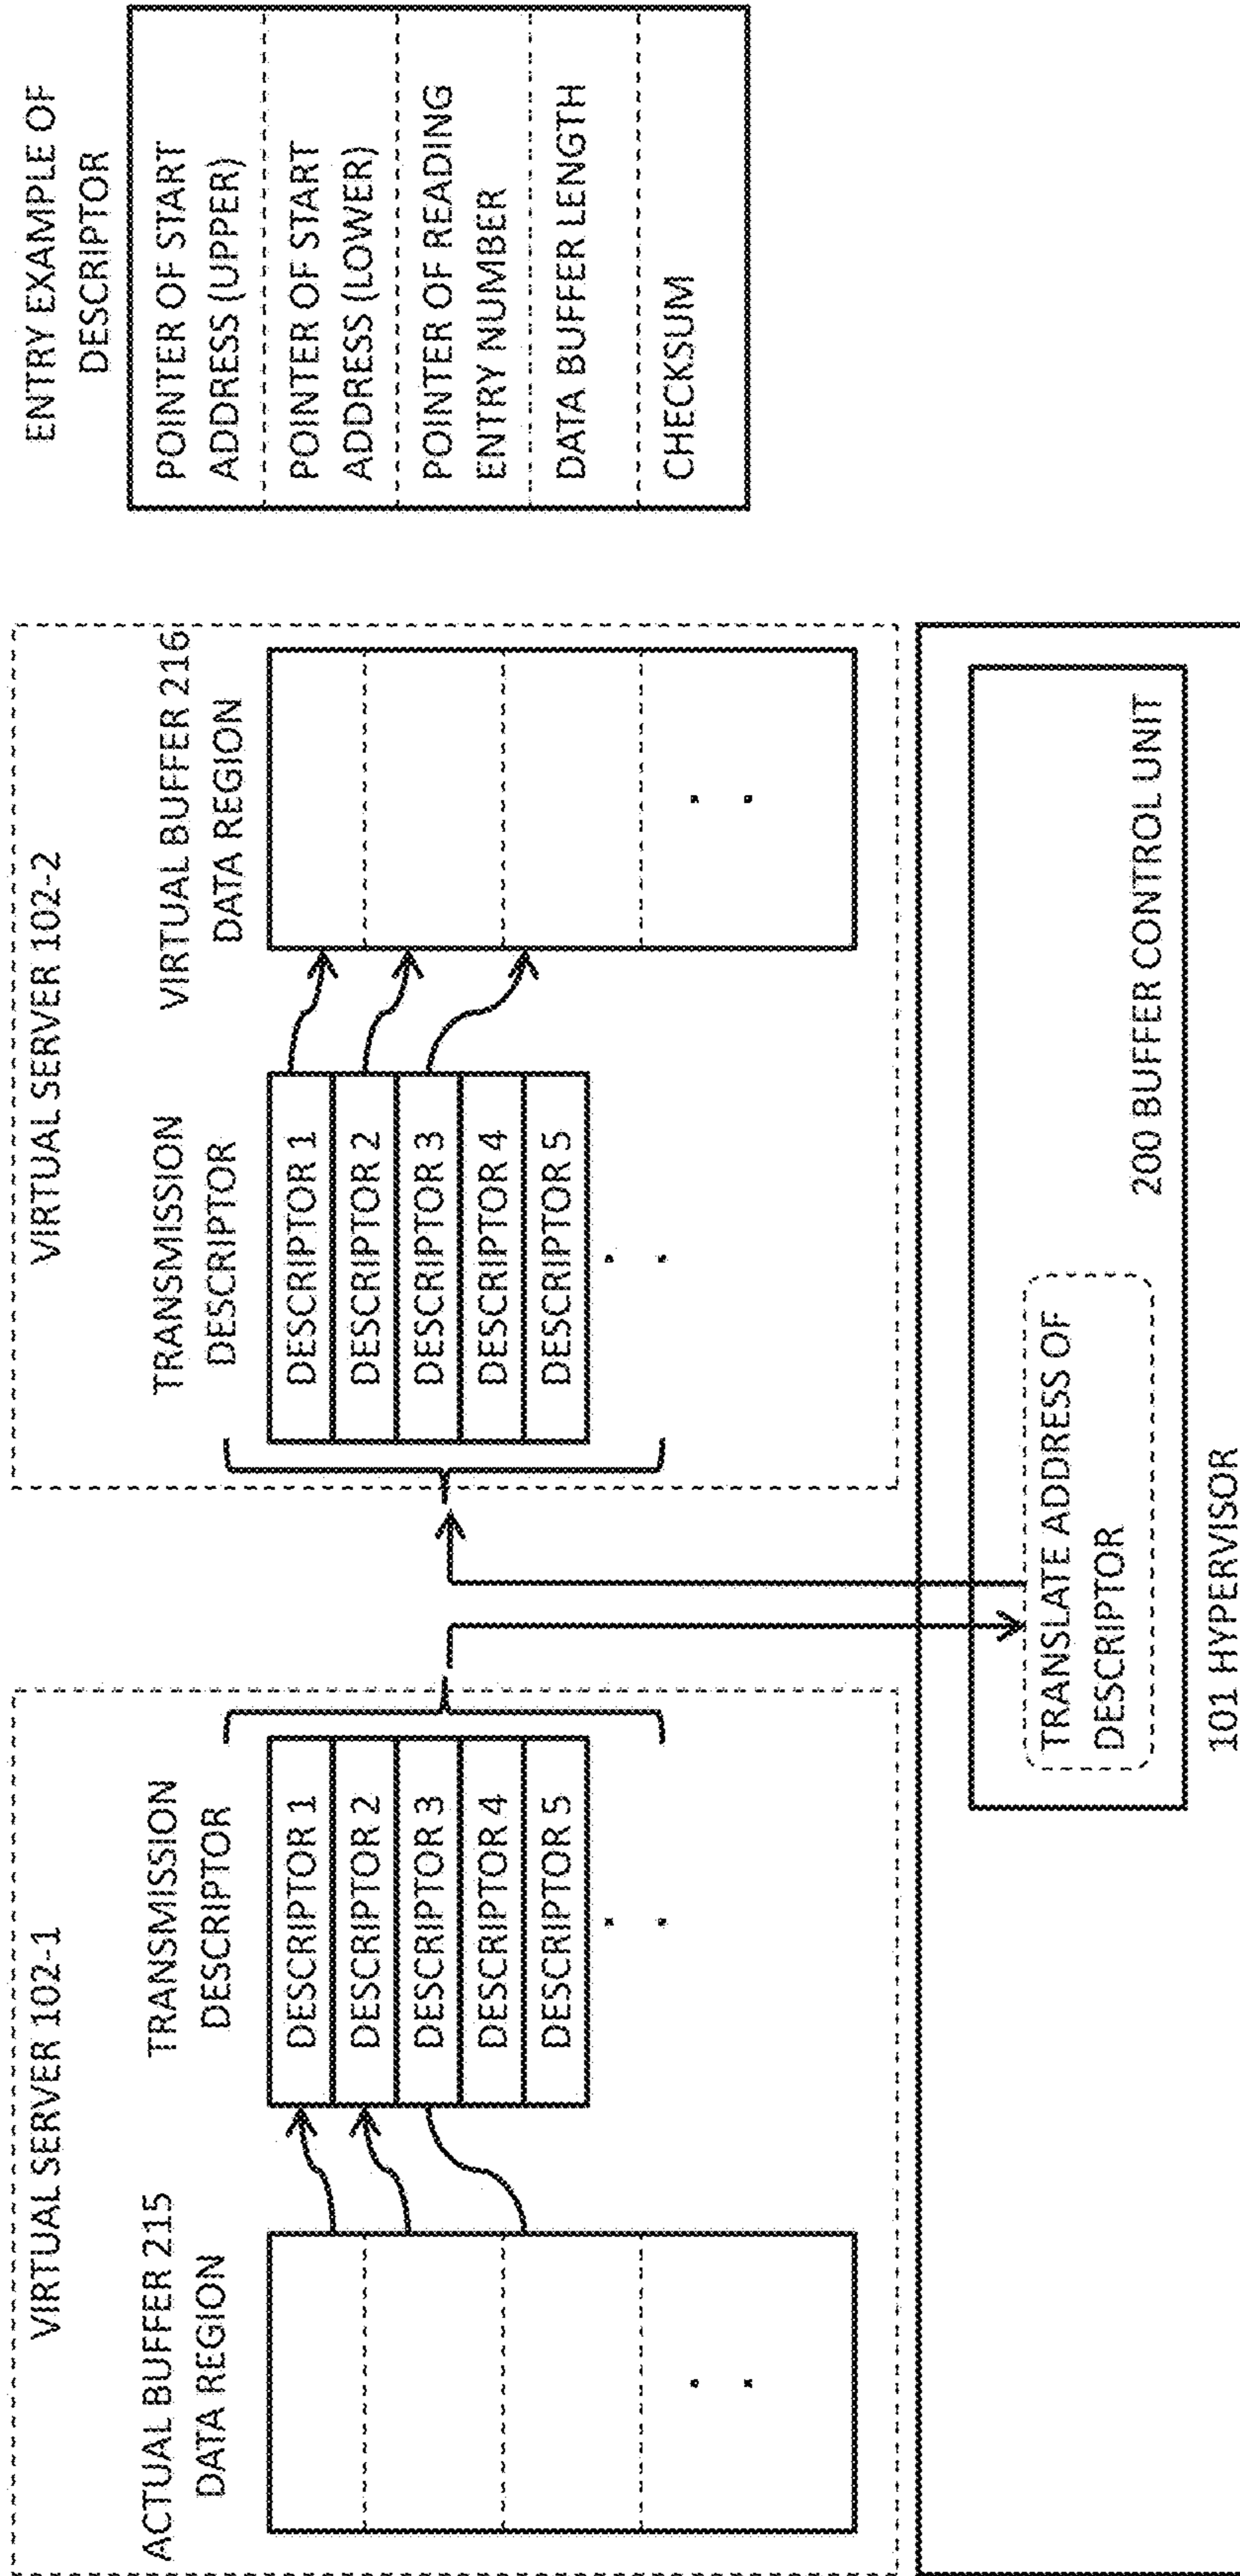 VIRTUAL SERVER 102-1
ACTUAL BUFFER 215
DATA REGION
TRANSMISSION
DESCRIPTOR
DESCRIPTOR 1
DESCRIPTOR 2
DESCRIPTOR 3
DESCRIPTOR 4
DESCRIPTOR 5
VIRTUAL SERVER 102-2
TRANSMISSION
DESCRIPTOR
DESCRIPTOR 1
DESCRIPTOR 2
DESCRIPTOR 3
DESCRIPTOR 4
DESCRIPTOR 5
VIRTUAL BUFFER 216
DATA REGION
ENTRY EXAMPLE OF
DESCRIPTOR
POINTER OF START
ADDRESS (UPPER)
POINTER OF START
ADDRESS (LOWER)
POINTER OF READING
ENTRY NUMBER
DATA BUFFER LENGTH
CHECKSUM
TRANSLATE ADDRESS OF
DESCRIPTOR
200 BUFFER CONTROL UNIT
101 HYPERVISOR